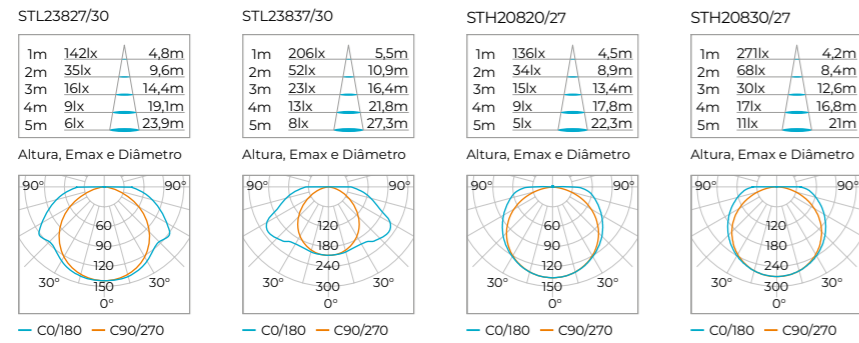 STL23827/30
1m 142lx 4,8m
2m 35lx 9,6m
3m 16lx 14,4m
4m 9lx 19,1m
5m 6lx 23,9m
Altura, Emax e Diâmetro
90° 90°
60
90
120
30° 150 30°
0°
C0/180 C90/270
STL23837/30
1m 206lx 5,5m
2m 52lx 10,9m
3m 23lx 16,4m
4m 13lx 21,8m
5m 8lx 27,3m
Altura, Emax e Diâmetro
90° 90°
120
180
240
30° 300 30°
0°
C0/180 C90/270
STH20820/27
1m 136lx 4,5m
2m 34lx 8,9m
3m 15lx 13,4m
4m 9lx 17,8m
5m 5lx 22,3m
Altura, Emax e Diâmetro
90° 90°
60
90
120
30° 150 30°
0°
C0/180 C90/270
STH20830/27
1m 271lx 4,2m
2m 68lx 8,4m
3m 30lx 12,6m
4m 17lx 16,8m
5m 11lx 21m
Altura, Emax e Diâmetro
90° 90°
120
180
240
30° 300 30°
0°
C0/180 C90/270